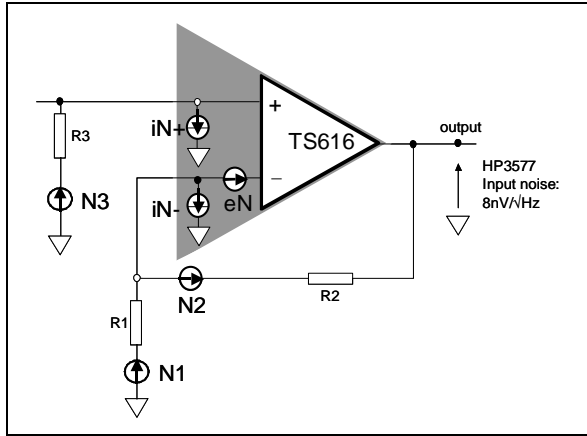 +
R3
iN+
TS616
output
N3
HP3577
Input noise:
8nV/√Hz
_
iN-
eN
N2
R2
R1
N1